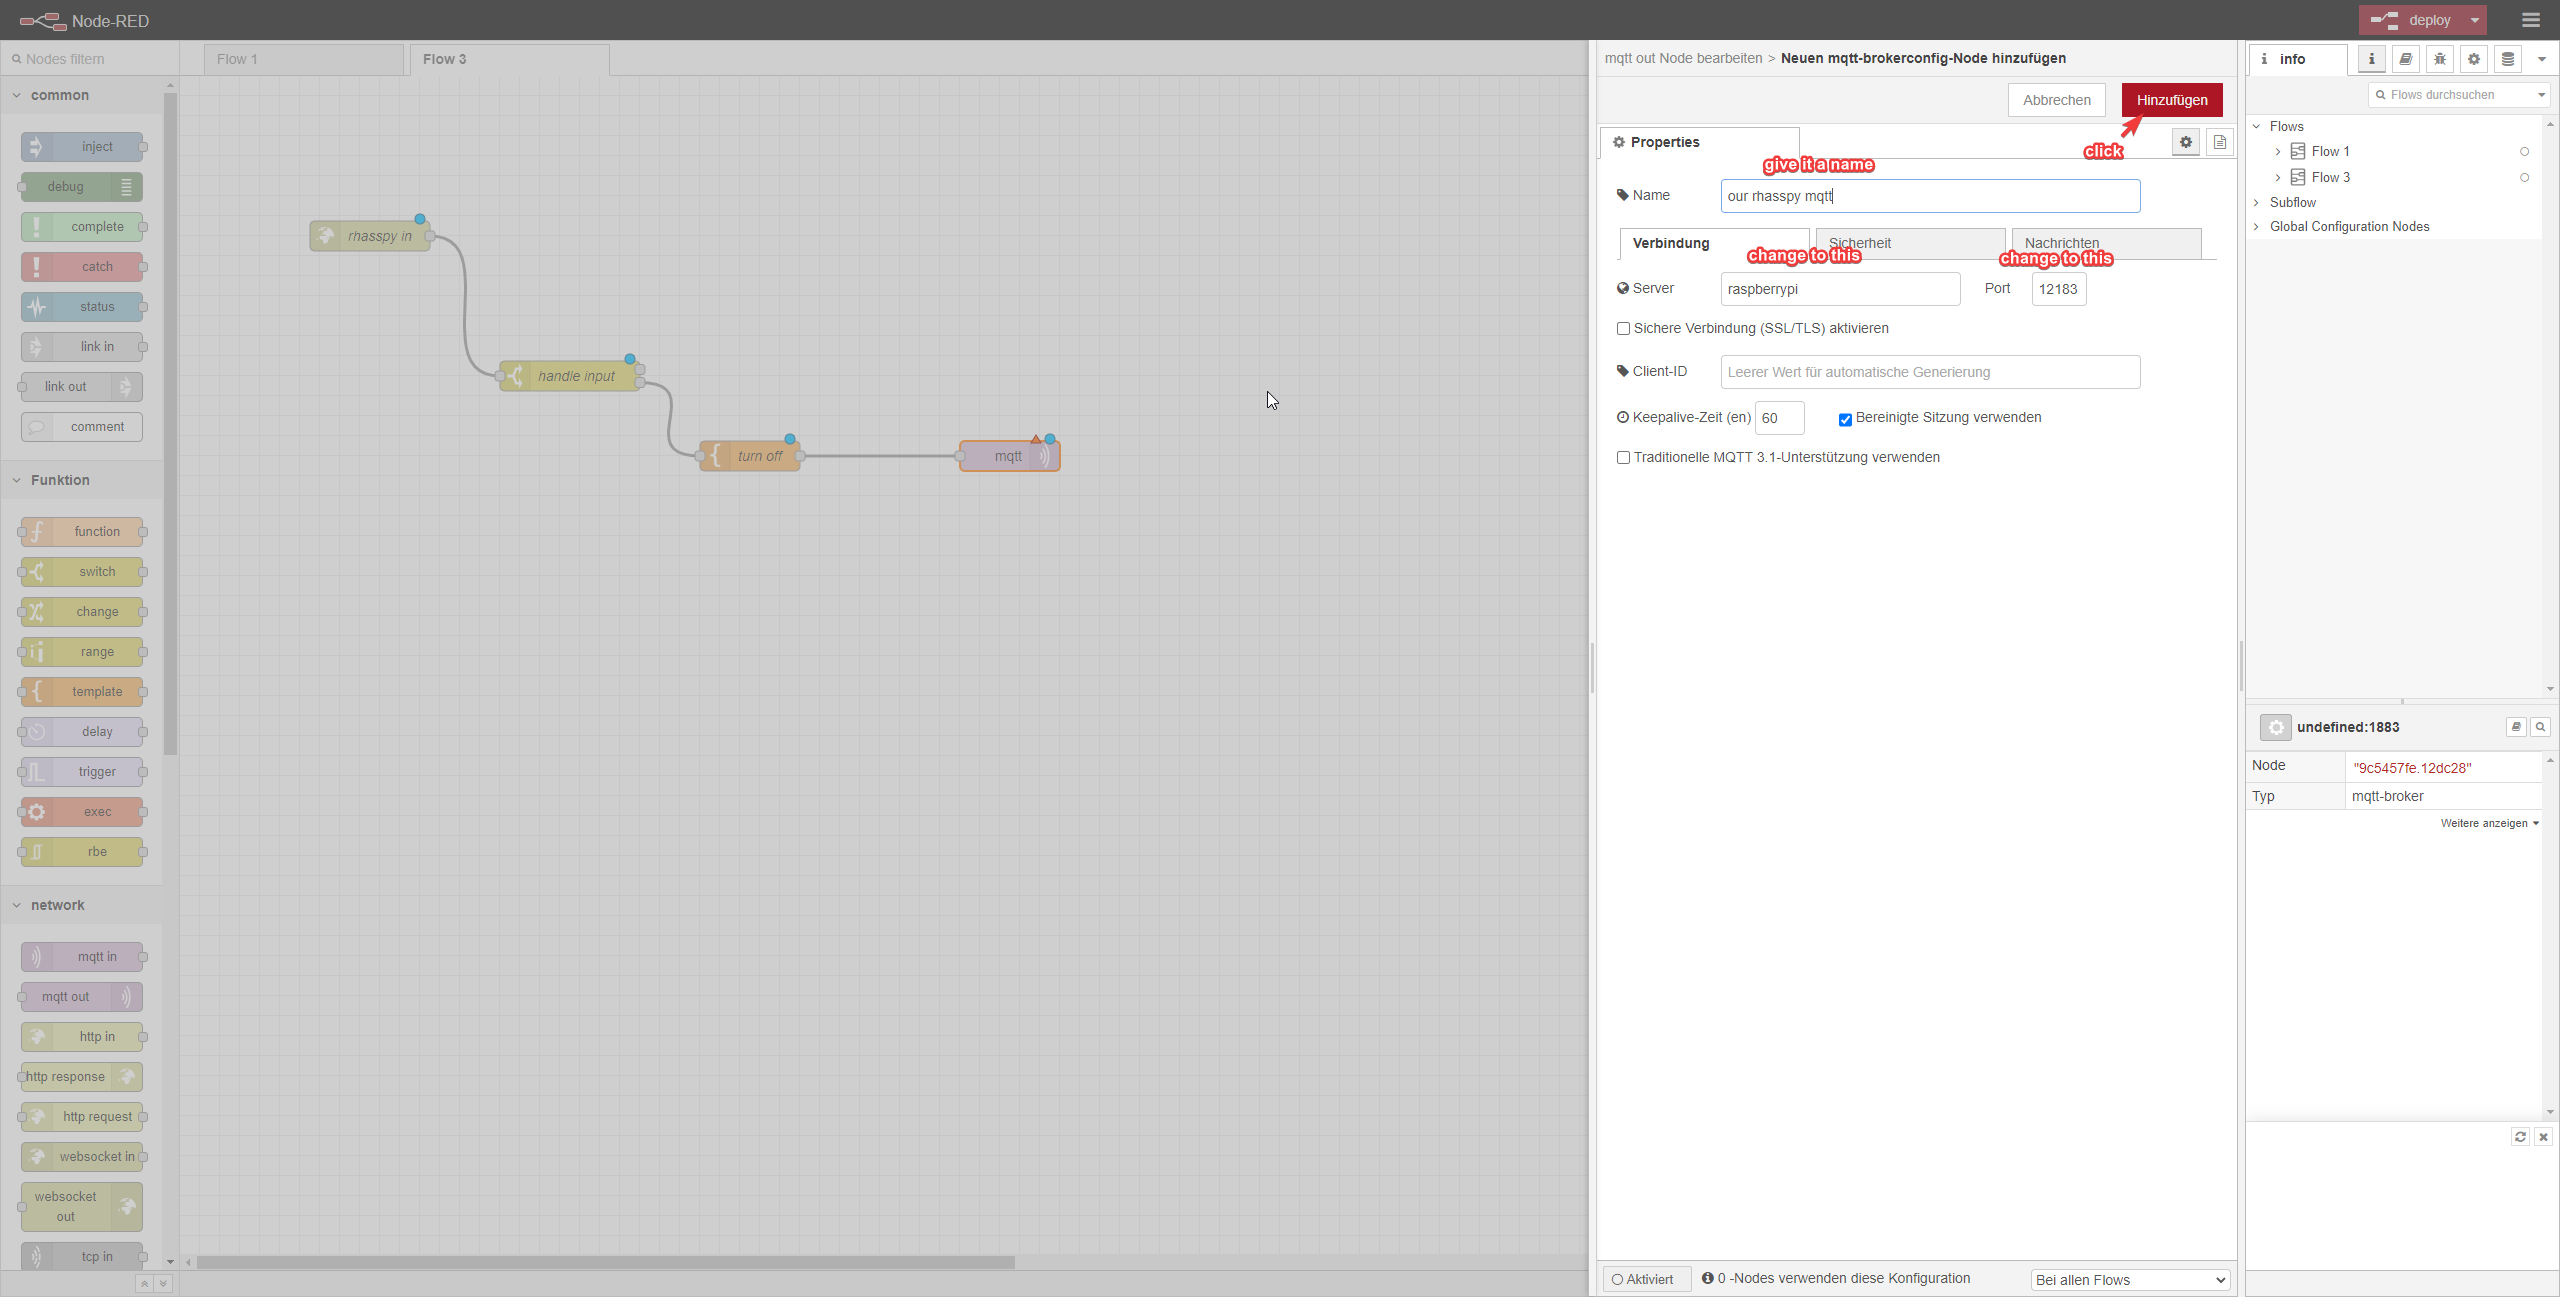 Node-RED
deploy
Nodes filtern
Flow 1
Flow 3
common
inject
debug
complete
catch
status
link in
link out
comment
Funktion
function
switch
change
range
template
delay
trigger
exec
rbe
network
mqtt in
mqtt out
http in
http response
http request
websocket in
websocket
out
tcp in
rhasspy in
handle input
turn off
mqtt
mqtt out Node bearbeiten > Neuen mqtt-brokerconfig-Node hinzufügen
Abbrechen
Hinzufügen
click
Properties
give it a name
Name
our rhasspy mqtt
Verbindung
Sicherheit
Nachrichten
change to this
change to this
Server
raspberrypi
Port
12183
Sichere Verbindung (SSL/TLS) aktivieren
Client-ID
Leerer Wert für automatische Generierung
Keepalive-Zeit (en)
60
Bereinigte Sitzung verwenden
Traditionelle MQTT 3.1-Unterstützung verwenden
Aktiviert
0 -Nodes verwenden diese Konfiguration
Bei allen Flows
i info
i
Flows durchsuchen
Flows
Flow 1
Flow 3
Subflow
Global Configuration Nodes
undefined:1883
Node
"9c5457fe.12dc28"
Typ
mqtt-broker
Weitere anzeigen